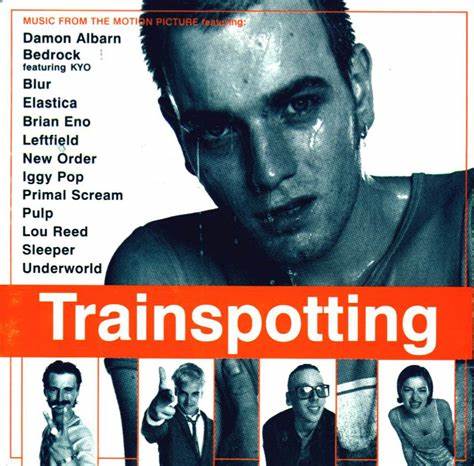 MUSIC FROM THE MOTION PICTURE featuring:
Damon Albarn
Bedrock
featuring KYO
Blur
Elastica
Brian Eno
Leftfield
New Order
Iggy Pop
Primal Scream
Pulp
Lou Reed
Sleeper
Underworld
Trainspotting